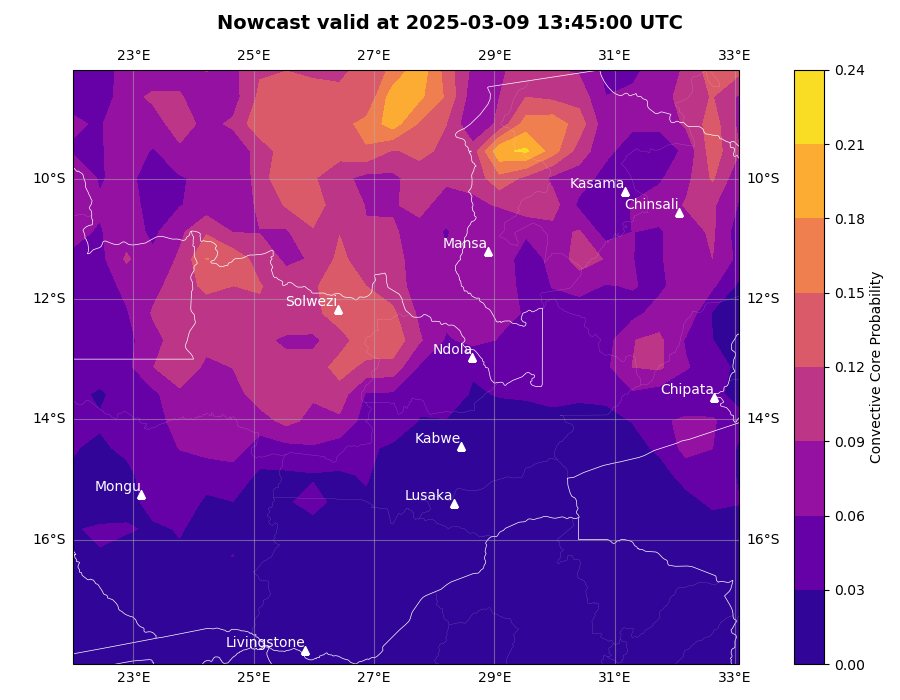 Nowcast valid at 2025-03-09 13:45:00 UTC
23°E 25°E 27°E 29°E 31°E 33°E
0.24
0.21
0.18
0.15
0.12
0.09
0.06
0.03
0.00
Convective Core Probability
10°S 10°S
12°S 12°S
14°S 14°S
16°S 16°S
Kasama
Chinsali
Mansa
Solwezi
Ndola
Chipata
Kabwe
Mongu
Lusaka
Livingstone
23°E 25°E 27°E 29°E 31°E 33°E